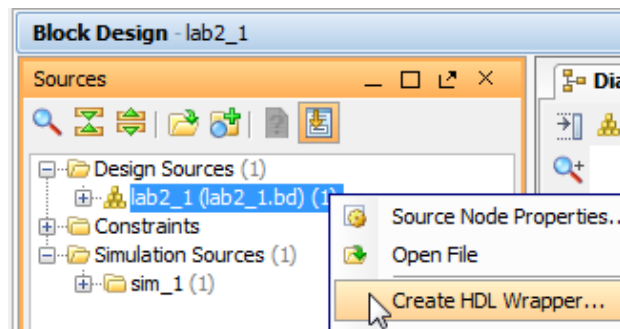 Block Design - lab2_1
Sources
Dia
Design Sources (1)
lab2_1 (lab2_1.bd) (1)
Constraints
Simulation Sources (1)
sim_1 (1)
Source Node Properties..
Open File
Create HDL Wrapper...